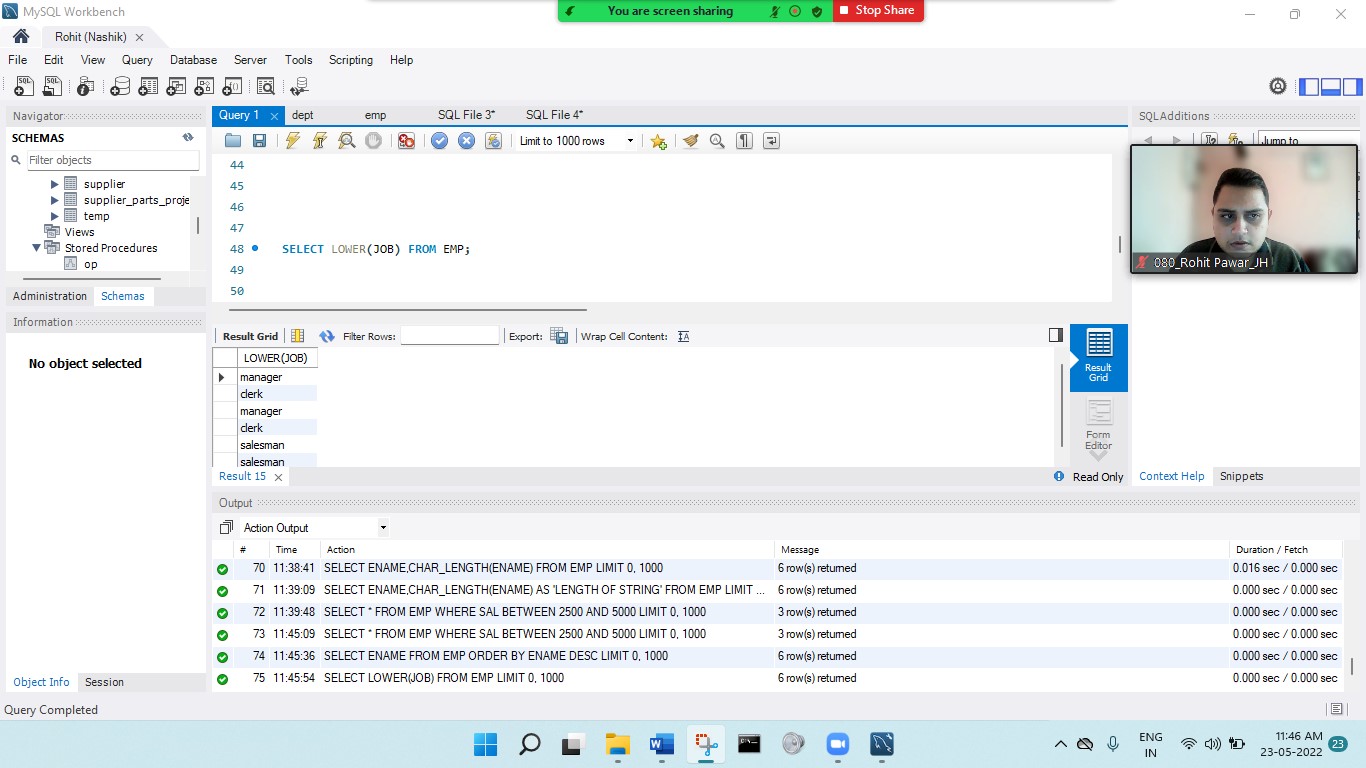 MySQL Workbench
You are screen sharing
Stop Share
Rohit (Nashik)
File Edit View Query Database Server Tools Scripting Help
Navigator
SCHEMAS
Filter objects
supplier
supplier_parts_proje
temp
Views
Stored Procedures
op
Administration Schemas
Information
No object selected
Object Info Session
Query Completed
Query 1 dept emp SQL File 3* SQL File 4*
Limit to 1000 rows
44
45
46
47
48 SELECT LOWER(JOB) FROM EMP;
49
50
Result Grid Filter Rows: Export: Wrap Cell Content:
LOWER(JOB)
manager
clerk
manager
clerk
salesman
salesman
Result Grid
Form Editor
Result 15
Read Only
SQLAdditions
Jump to
080_Rohit Pawar_JH
Context Help Snippets
Output
Action Output
# Time Action Message Duration / Fetch
70 11:38:41 SELECT ENAME,CHAR_LENGTH(ENAME) FROM EMP LIMIT 0, 1000 6 row(s) returned 0.016 sec / 0.000 sec
71 11:39:09 SELECT ENAME,CHAR_LENGTH(ENAME) AS 'LENGTH OF STRING' FROM EMP LIMIT ... 6 row(s) returned 0.000 sec / 0.000 sec
72 11:39:48 SELECT * FROM EMP WHERE SAL BETWEEN 2500 AND 5000 LIMIT 0, 1000 3 row(s) returned 0.000 sec / 0.000 sec
73 11:45:09 SELECT * FROM EMP WHERE SAL BETWEEN 2500 AND 5000 LIMIT 0, 1000 3 row(s) returned 0.000 sec / 0.000 sec
74 11:45:36 SELECT ENAME FROM EMP ORDER BY ENAME DESC LIMIT 0, 1000 6 row(s) returned 0.000 sec / 0.000 sec
75 11:45:54 SELECT LOWER(JOB) FROM EMP LIMIT 0, 1000 6 row(s) returned 0.000 sec / 0.000 sec
ENG
IN
11:46 AM
23-05-2022
23